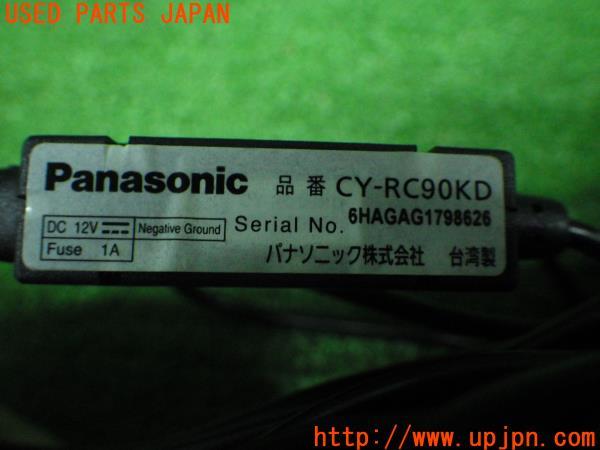 USED PARTS JAPAN
Panasonic 品番 CY-RC90KD
DC 12V Negative Ground
Fuse 1A
Serial No. 6HAGAG1798626
パナソニック株式会社 台湾製
http://www.upjpn.com